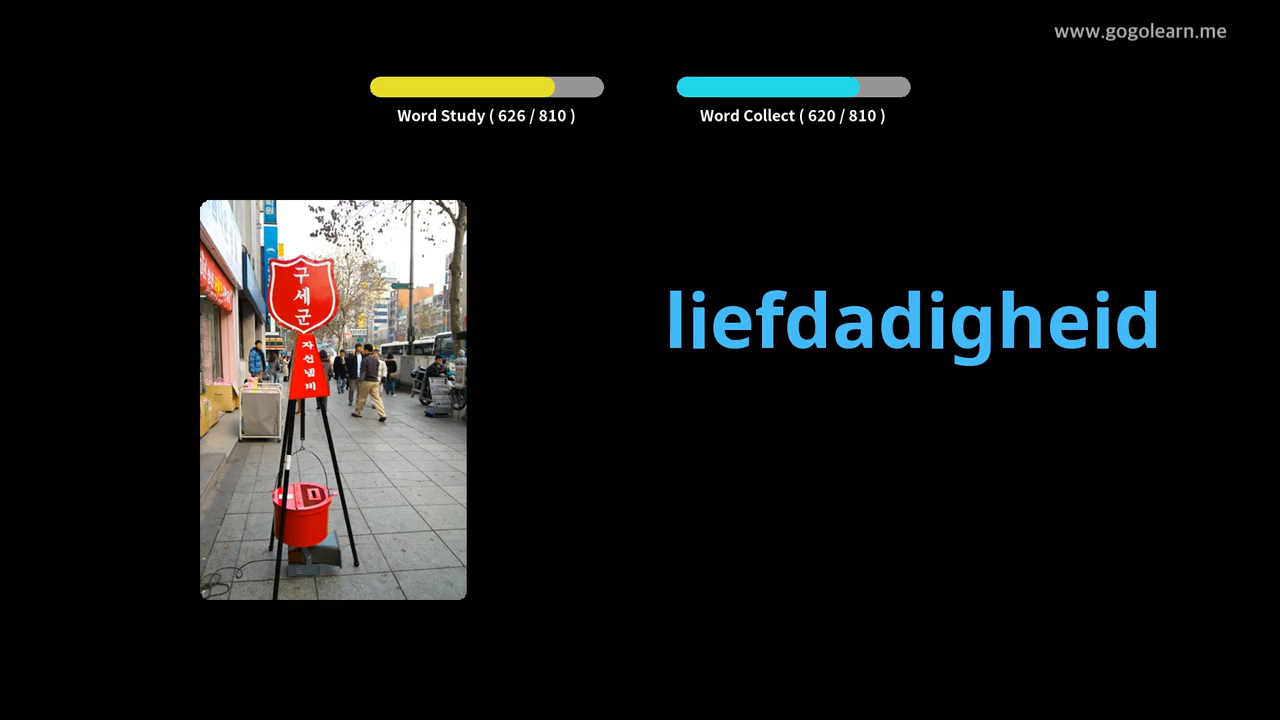 www.gogolearn.me
Word Study ( 626 / 810 )
Word Collect ( 620 / 810 )
liefdadigheid
구세군
자선냄비